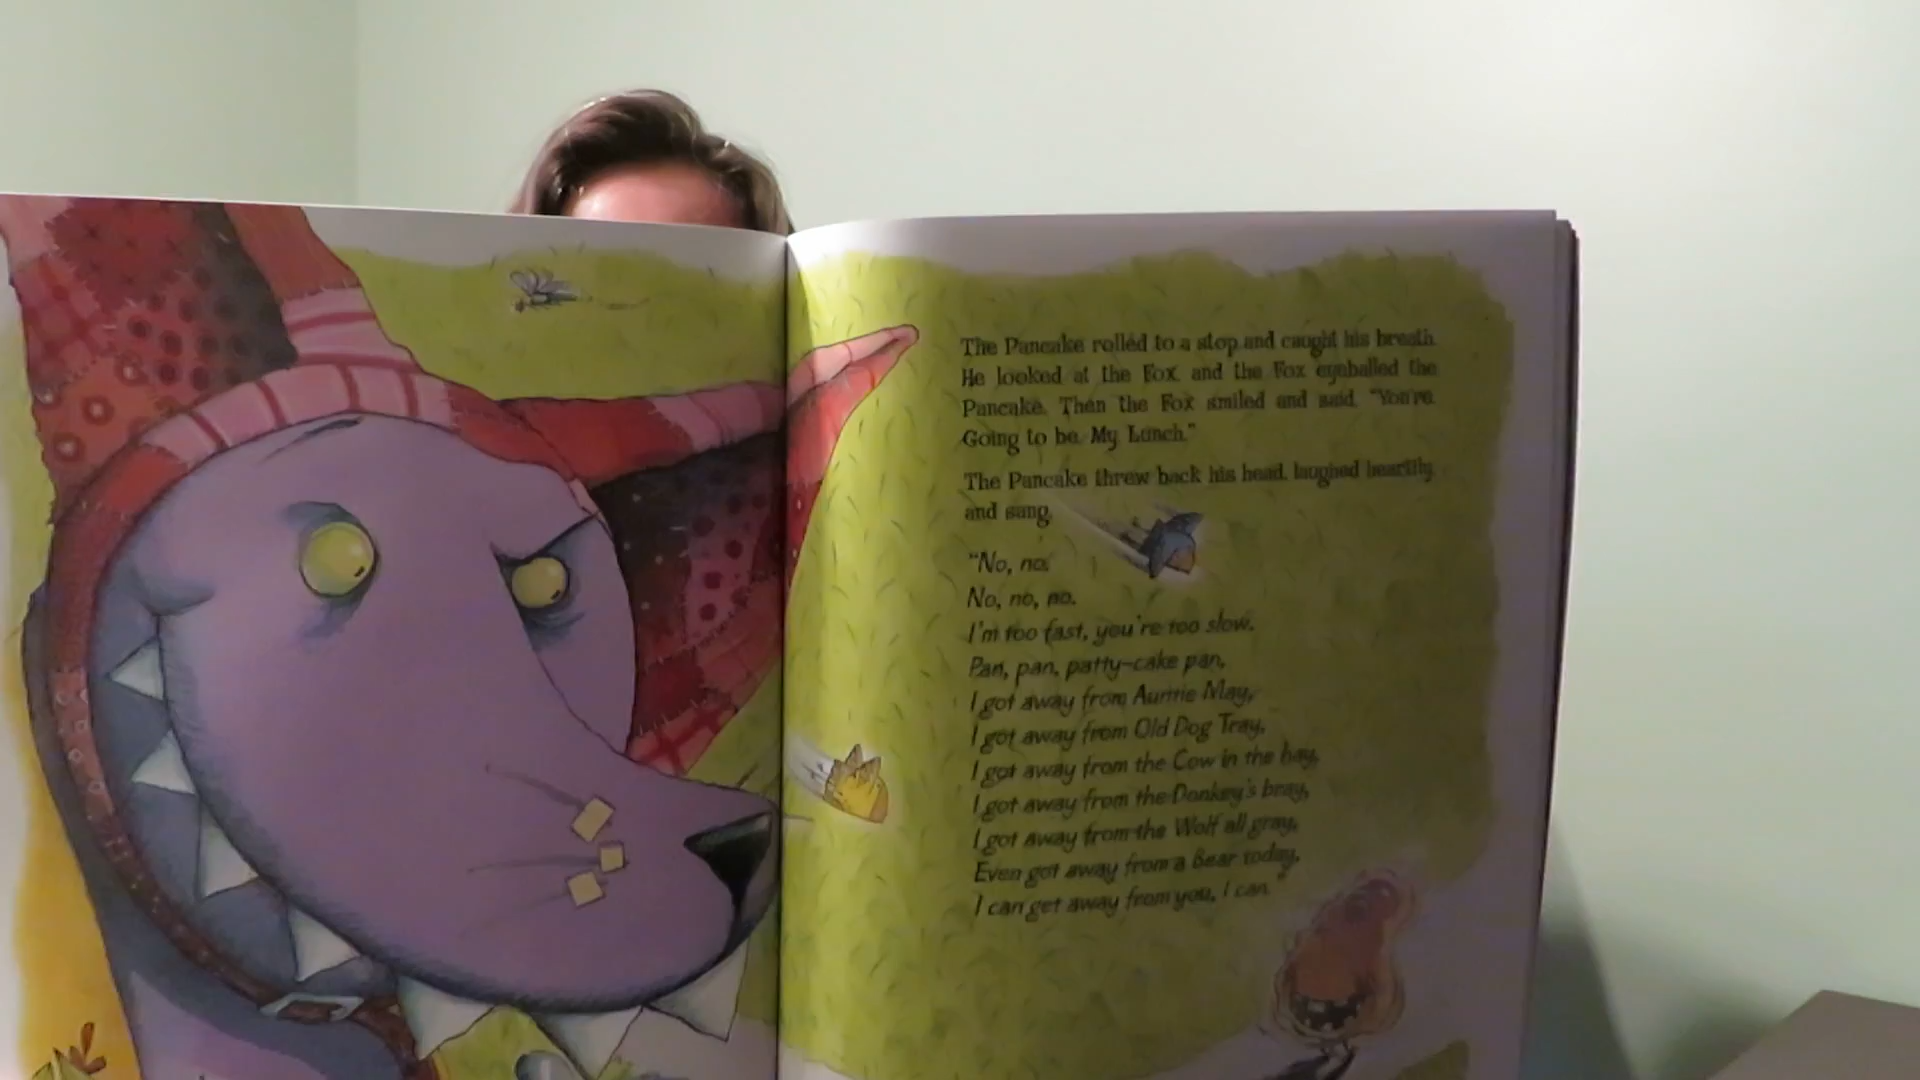 The Pancake rolled to a stop and caught his breath.
He looked at the Fox, and the Fox eyeballed the
Pancake. Then the Fox smiled and said, "You're
Going to be My Lunch."
The Pancake threw back his head, laughed heartily,
and sang,
"No, no,
No, no, no.
I'm too fast, you're too slow.
Pan, pan, patty-cake pan,
I got away from Auntie May,
I got away from Old Dog Tray,
I got away from the Cow in the hay,
I got away from the Donkey's bray,
I got away from the Wolf all gray,
Even got away from a Bear today,
I can get away from you, I can."